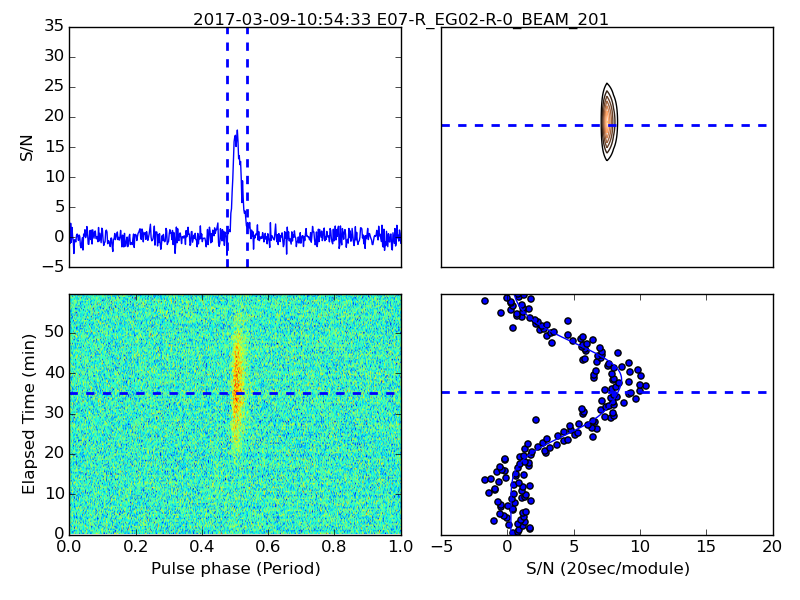 2017-03-09-10:54:33 E07-R_EG02-R-0_BEAM_201
35
30
25
20
15
10
5
0
−5
S/N
50
40
30
20
10
0
Elapsed Time (min)
0.0 0.2 0.4 0.6 0.8 1.0
Pulse phase (Period)
−5 0 5 10 15 20
S/N (20sec/module)